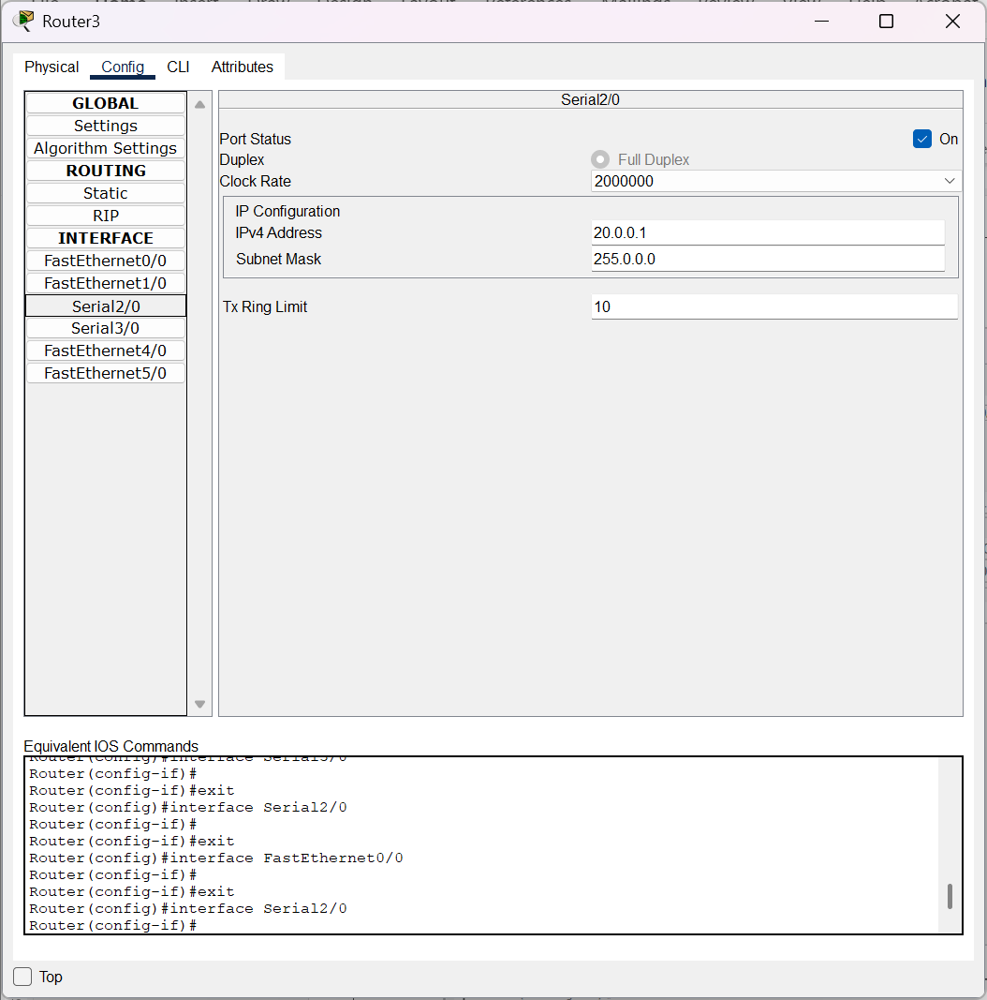 Router3
Physical Config CLI Attributes
GLOBAL
Settings
Algorithm Settings
ROUTING
Static
RIP
INTERFACE
FastEthernet0/0
FastEthernet1/0
Serial2/0
Serial3/0
FastEthernet4/0
FastEthernet5/0
Serial2/0
Port Status On
Duplex Full Duplex
Clock Rate 2000000
IP Configuration
IPv4 Address 20.0.0.1
Subnet Mask 255.0.0.0
Tx Ring Limit 10
Equivalent IOS Commands
Router(config)#interface Serial3/0
Router(config-if)#
Router(config-if)#exit
Router(config)#interface Serial2/0
Router(config-if)#
Router(config-if)#exit
Router(config)#interface FastEthernet0/0
Router(config-if)#
Router(config-if)#exit
Router(config)#interface Serial2/0
Router(config-if)#
Top